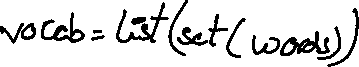 vocab = list(set(words))